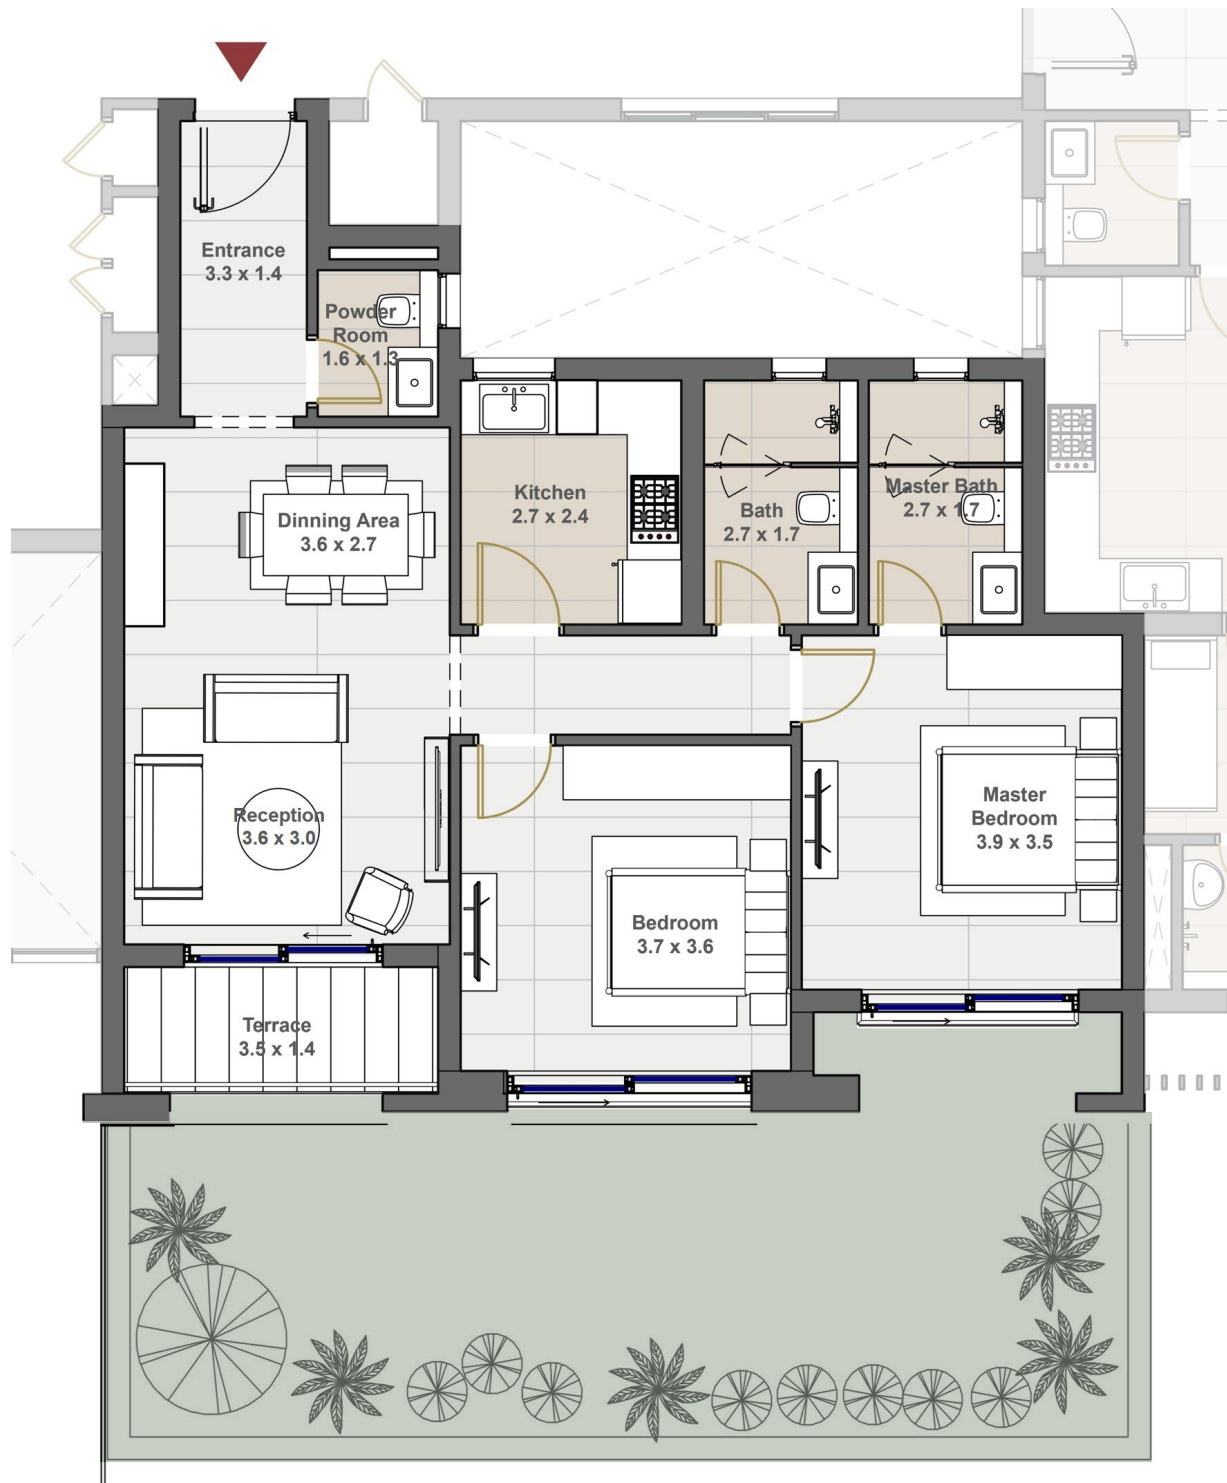 Entrance
3.3 x 1.4
Powder
Room
1.6 x 1.3
Kitchen
2.7 x 2.4
Bath
2.7 x 1.7
Master Bath
2.7 x 1.7
Dinning Area
3.6 x 2.7
Reception
3.6 x 3.0
Master
Bedroom
3.9 x 3.5
Bedroom
3.7 x 3.6
Terrace
3.5 x 1.4